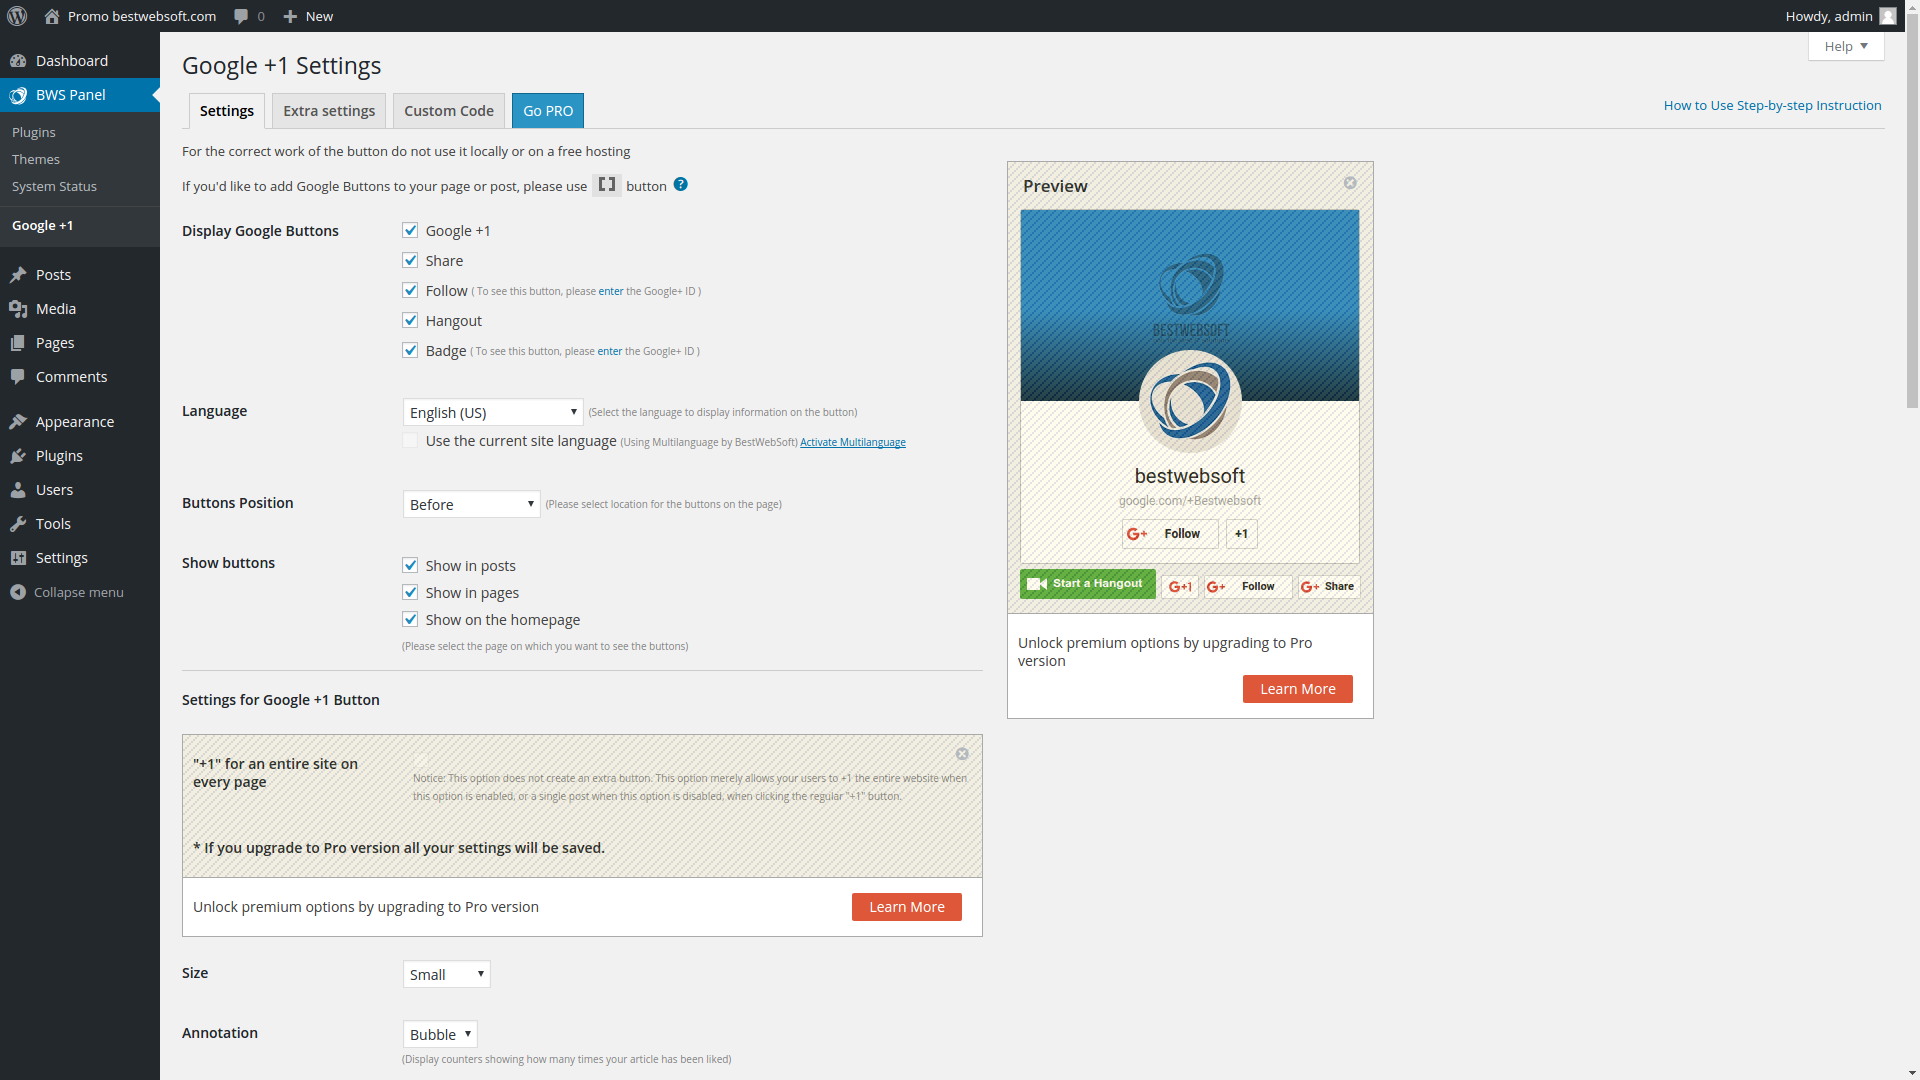 Promo bestwebsoft.com
0
New
Howdy, admin
Help
Dashboard
BWS Panel
Plugins
Themes
System Status
Google +1
Posts
Media
Pages
Comments
Appearance
Plugins
Users
Tools
Settings
Collapse menu
Google +1 Settings
Settings
Extra settings
Custom Code
Go PRO
How to Use Step-by-step Instruction
For the correct work of the button do not use it locally or on a free hosting
If you'd like to add Google Buttons to your page or post, please use [] button ?
Display Google Buttons
Google +1
Share
Follow ( To see this button, please enter the Google+ ID )
Hangout
Badge ( To see this button, please enter the Google+ ID )
Language
English (US)
(Select the language to display information on the button)
Use the current site language (Using Multilanguage by BestWebSoft) Activate Multilanguage
Buttons Position
Before
(Please select location for the buttons on the page)
Show buttons
Show in posts
Show in pages
Show on the homepage
(Please select the page on which you want to see the buttons)
Settings for Google +1 Button
"+1" for an entire site on
every page
Notice: This option does not create an extra button. This option merely allows your users to +1 the entire website when
this option is enabled, or a single post when this option is disabled, when clicking the regular "+1" button.
* If you upgrade to Pro version all your settings will be saved.
Unlock premium options by upgrading to Pro version
Learn More
Size
Small
Annotation
Bubble
(Display counters showing how many times your article has been liked)
Preview
BESTWEBSOFT
bestwebsoft
google.com/+Bestwebsoft
G+ Follow
+1
Start a Hangout
G+1
G+ Follow
G+ Share
Unlock premium options by upgrading to Pro
version
Learn More